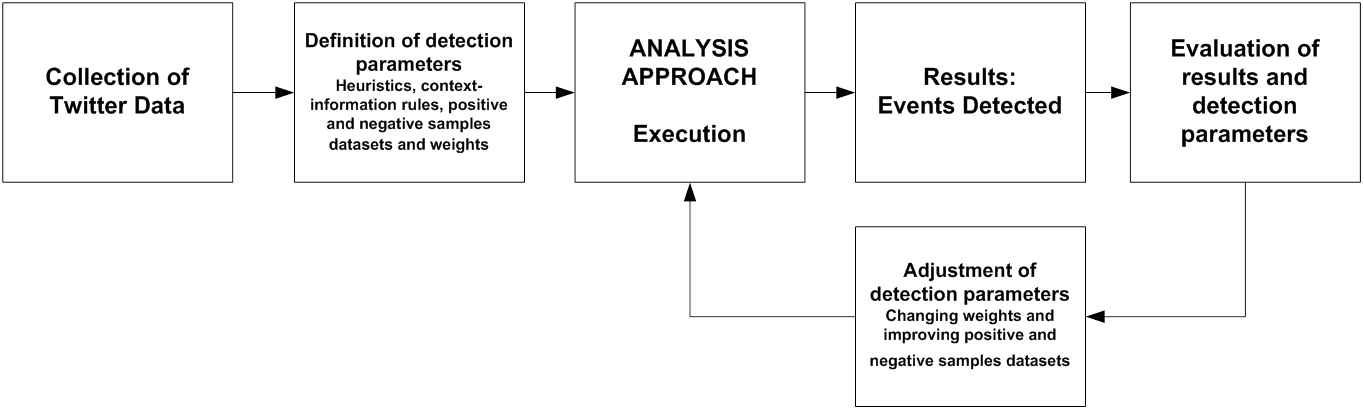 Collection of
Twitter Data
Definition of detection
parameters
Heuristics, context-
information rules, positive
and negative samples
datasets and weights
ANALYSIS
APPROACH
Execution
Results:
Events Detected
Evaluation of
results and
detection
parameters
Adjustment of
detection parameters
Changing weights and
improving positive and
negative samples datasets